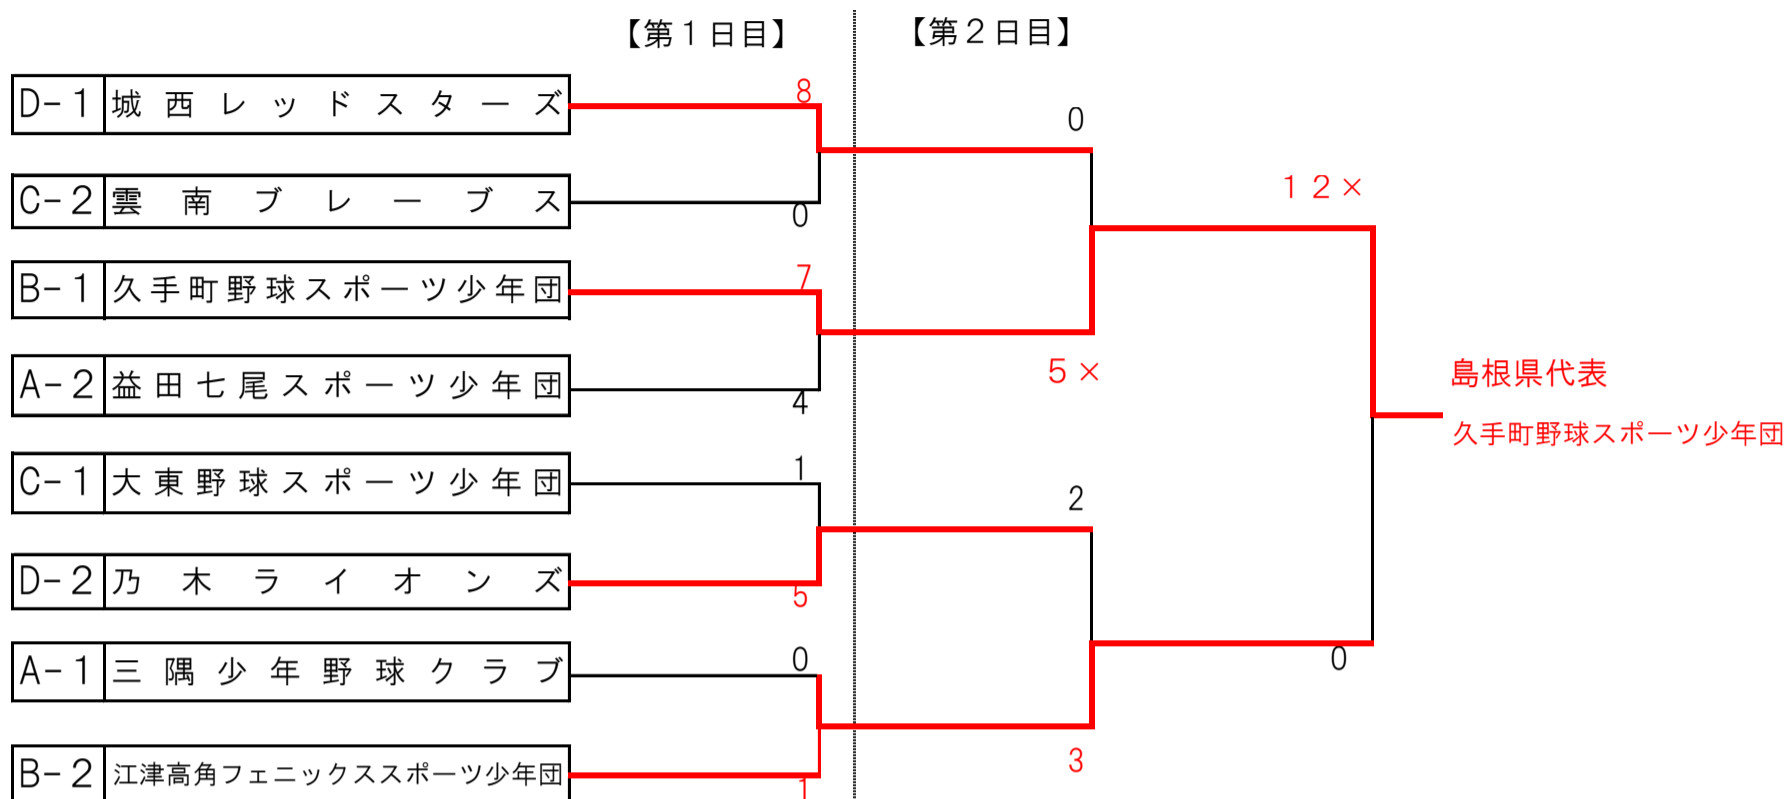 【第１日目】 【第２日目】
D-1 城西レッドスターズ 8
0
C-2 雲南ブレーブス 0
12×
B-1 久手町野球スポーツ少年団 7
5×
A-2 益田七尾スポーツ少年団 4
島根県代表
久手町野球スポーツ少年団
C-1 大東野球スポーツ少年団 1
2
D-2 乃木ライオンズ 5
A-1 三隅少年野球クラブ 0
0
3
B-2 江津高角フェニックススポーツ少年団 1